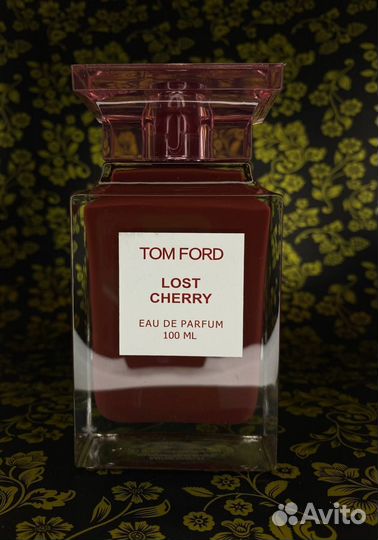 TOM FORD
LOST
CHERRY
EAU DE PARFUM
100 ML
Avito